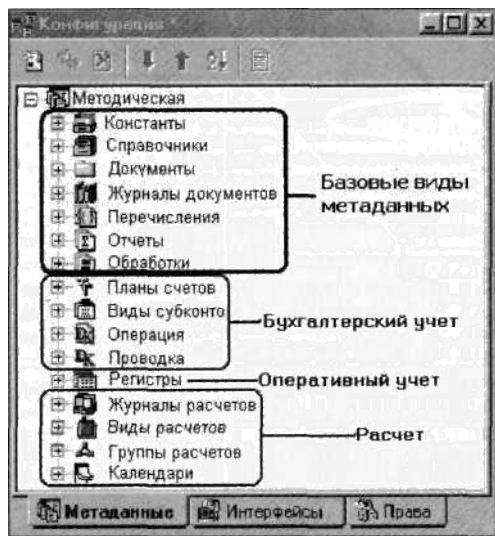 Конфигурация *
Методическая
Константы
Справочники
Документы
Журналы документов
Перечисления
Отчеты
Обработки
Базовые виды
метаданных
Планы счетов
Виды субконто
Операция
Проводка
Бухгалтерский учет
Регистры
Оперативный учет
Журналы расчетов
Виды расчетов
Группы расчетов
Календари
Расчет
Метаданные
Интерфейсы
Права